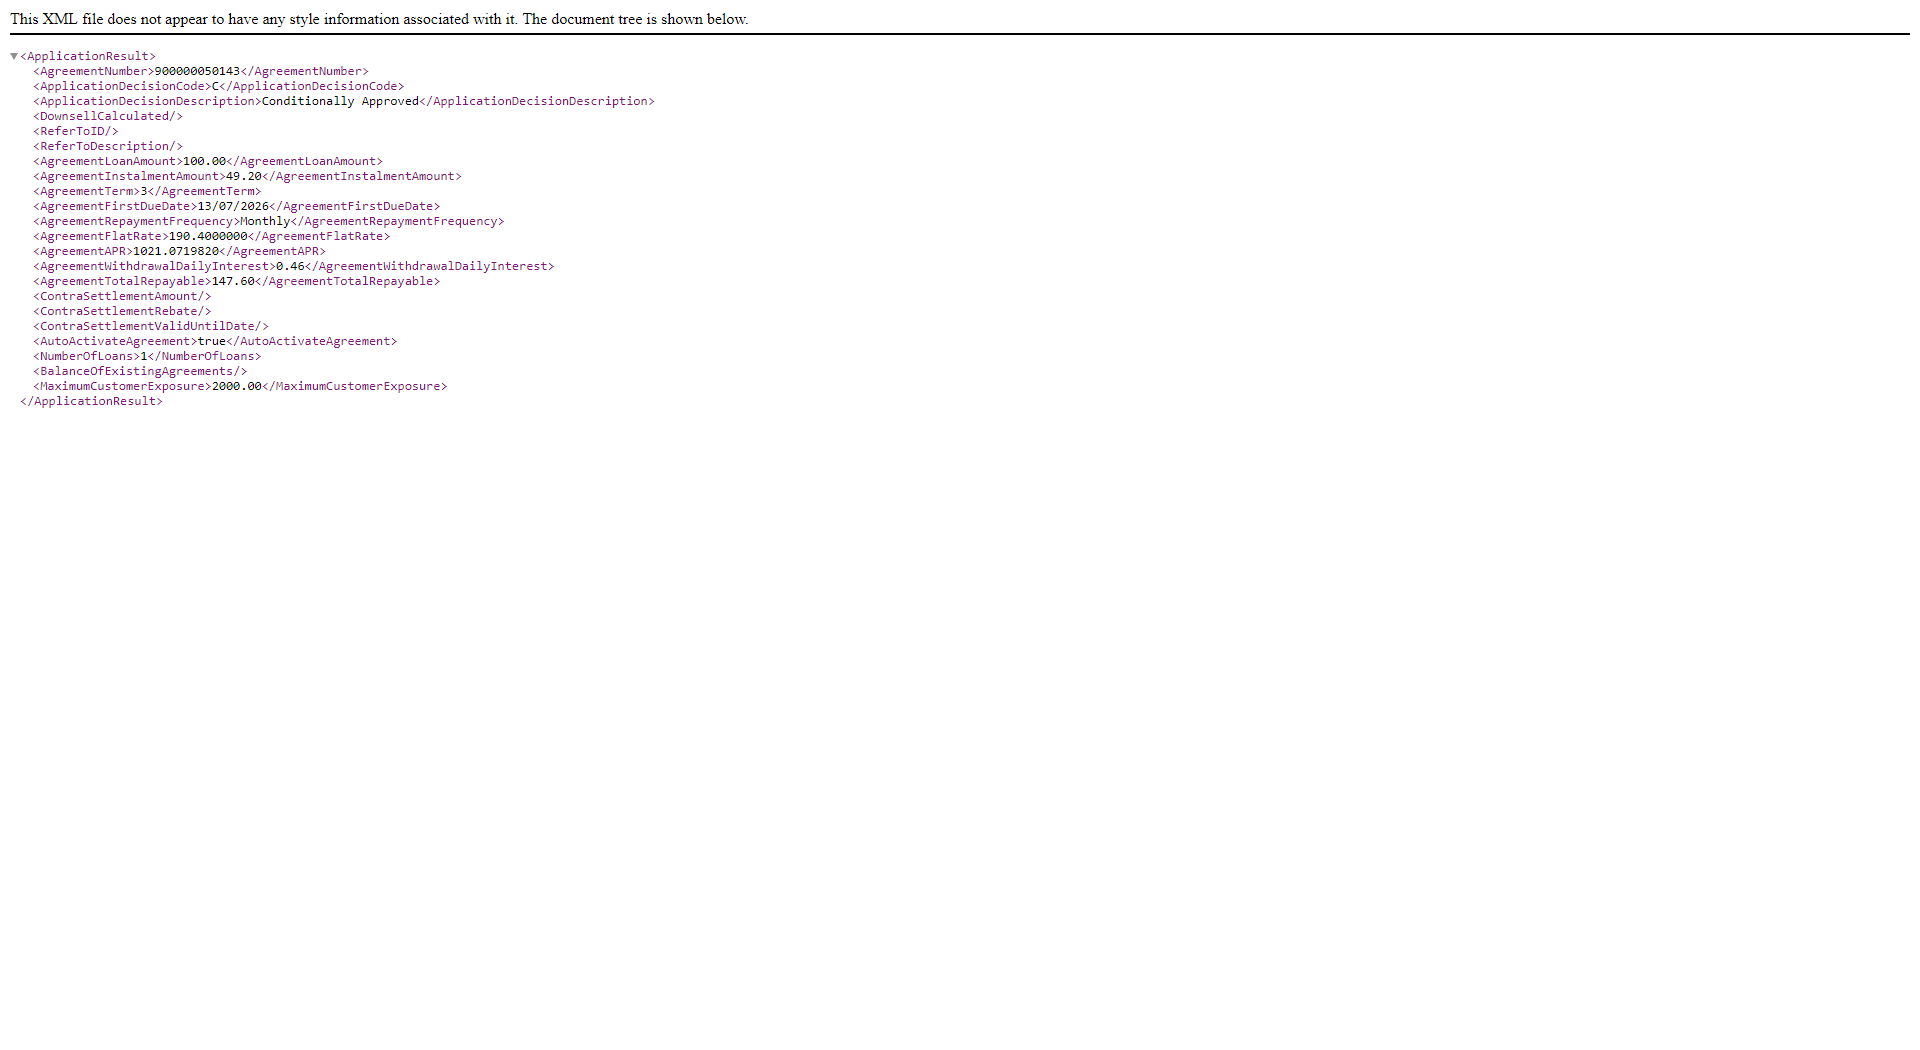 This XML file does not appear to have any style information associated with it. The document tree is shown below.
▼<ApplicationResult>
<AgreementNumber>900000050143</AgreementNumber>
<ApplicationDecisionCode>C</ApplicationDecisionCode>
<ApplicationDecisionDescription>Conditionally Approved</ApplicationDecisionDescription>
<DownsellCalculated/>
<ReferToID/>
<ReferToDescription/>
<AgreementLoanAmount>100.00</AgreementLoanAmount>
<AgreementInstalmentAmount>49.20</AgreementInstalmentAmount>
<AgreementTerm>3</AgreementTerm>
<AgreementFirstDueDate>13/07/2026</AgreementFirstDueDate>
<AgreementRepaymentFrequency>Monthly</AgreementRepaymentFrequency>
<AgreementFlatRate>190.4000000</AgreementFlatRate>
<AgreementAPR>1021.0719820</AgreementAPR>
<AgreementWithdrawalDailyInterest>0.46</AgreementWithdrawalDailyInterest>
<AgreementTotalRepayable>147.60</AgreementTotalRepayable>
<ContraSettlementAmount/>
<ContraSettlementRebate/>
<ContraSettlementValidUntilDate/>
<AutoActivateAgreement>true</AutoActivateAgreement>
<NumberOfLoans>1</NumberOfLoans>
<BalanceOfExistingAgreements/>
<MaximumCustomerExposure>2000.00</MaximumCustomerExposure>
</ApplicationResult>